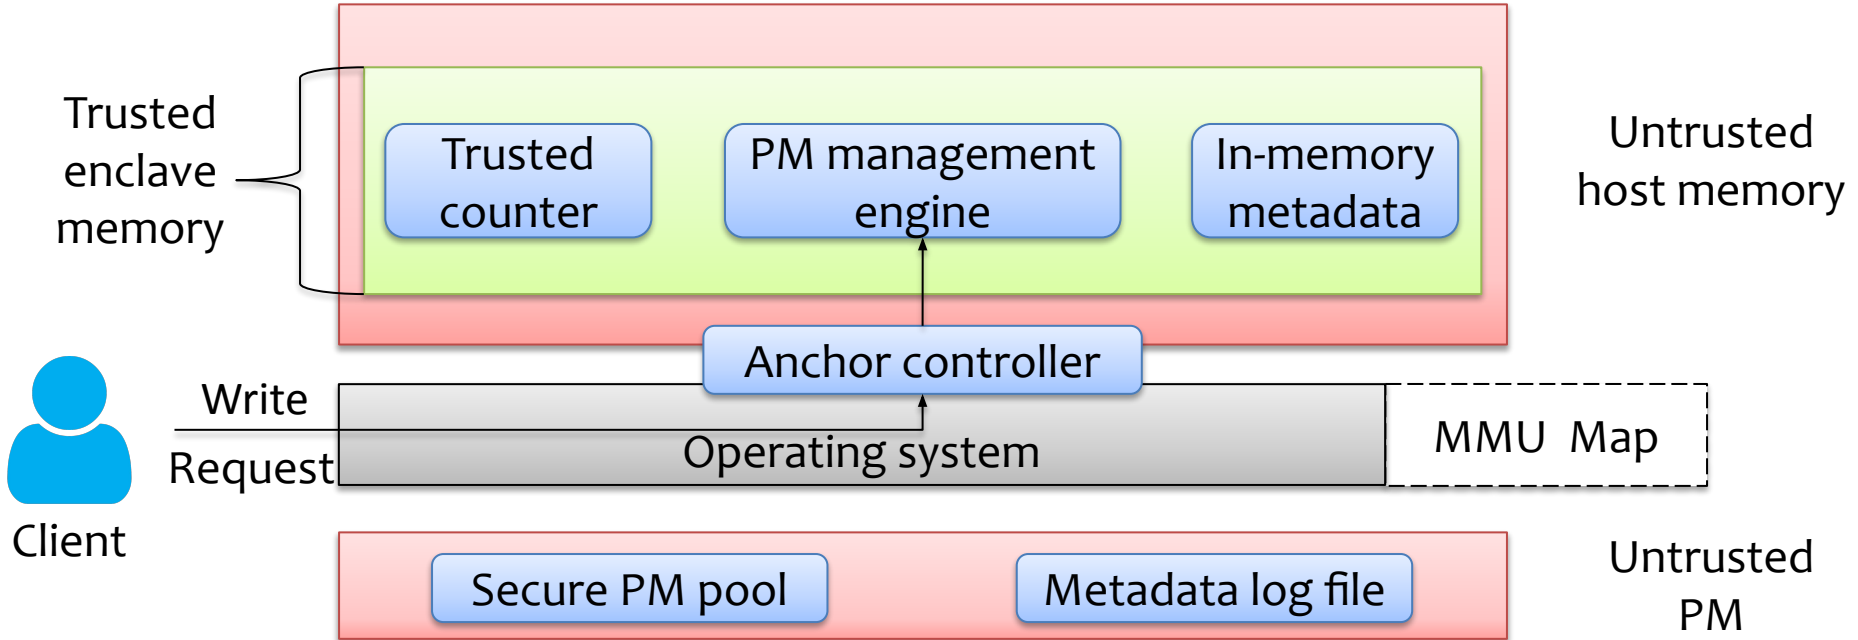 Trusted
enclave
memory
Trusted
counter
PM management
engine
In-memory
metadata
Untrusted
host memory
Anchor controller
Write
Request
Operating system
MMU Map
Client
Secure PM pool
Metadata log file
Untrusted
PM